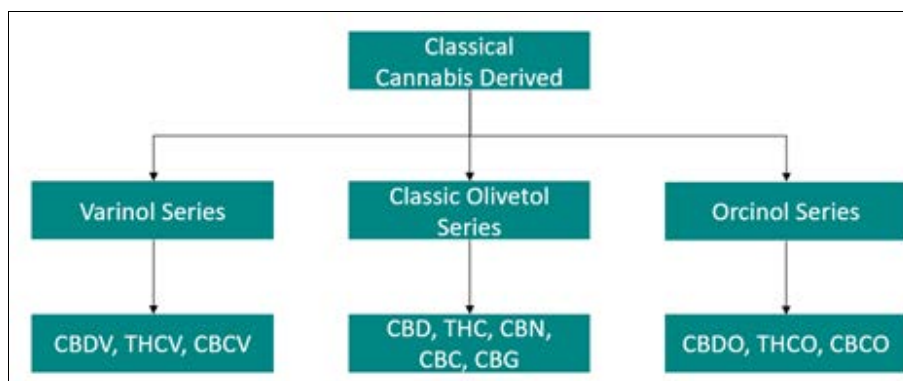 Classical
Cannabis Derived
Varinol Series
Classic Olivetol
Series
Orcinol Series
CBDV, THCV, CBCV
CBD, THC, CBN,
CBC, CBG
CBDO, THCO, CBCO